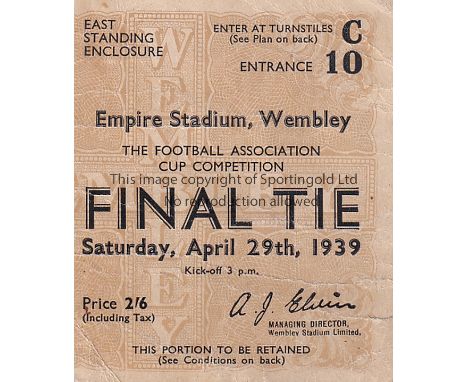 EAST
STANDING
ENCLOSURE
ENTER AT TURNSTILES
(See Plan on back)
C
ENTRANCE 10
Empire Stadium, Wembley
THE FOOTBALL ASSOCIATION
CUP COMPETITION
This image is copyright of Sportingold Ltd
FINAL TIE
No reproduction allowed
Saturday, April 29th, 1939
Kick-off 3 p.m.
Price 2/6
(Including Tax)
A. J. Elvin
MANAGING DIRECTOR,
Wembley Stadium Limited.
THIS PORTION TO BE RETAINED
(See Conditions on back)
WEMBLEY